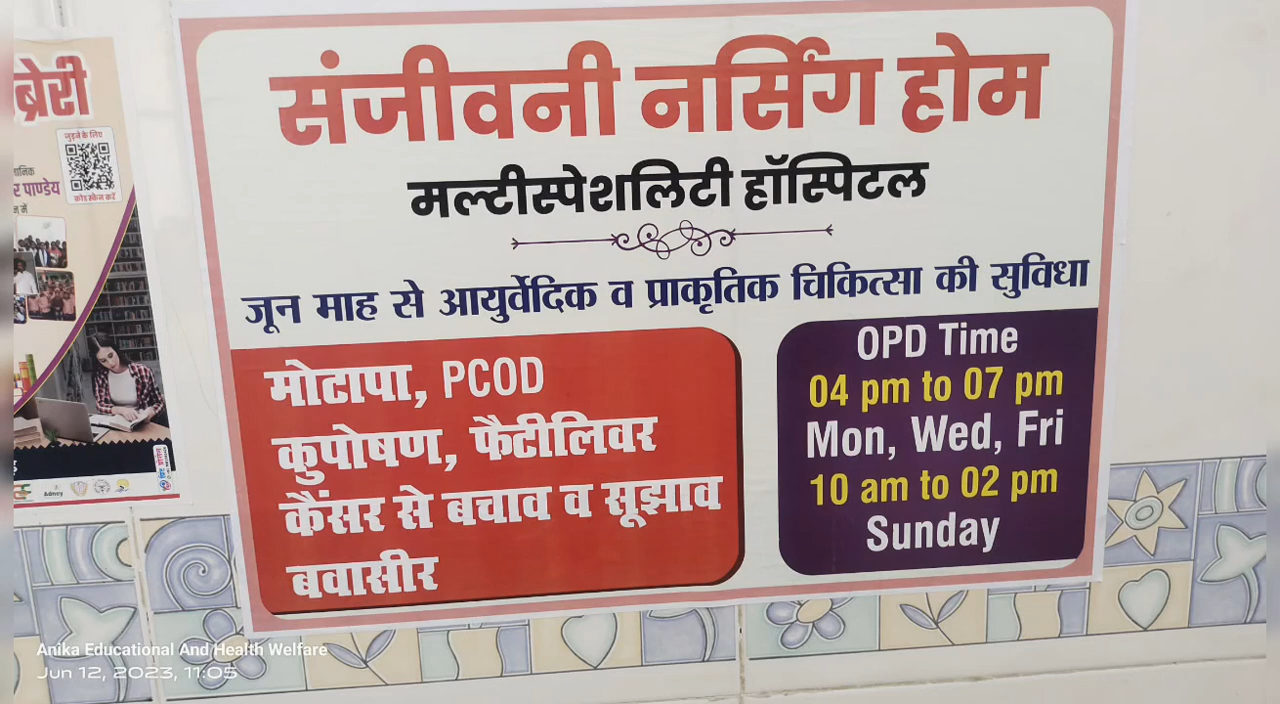 संजीवनी नर्सिंग होम
मल्टीस्पेशलिटी हॉस्पिटल
जून माह से आयुर्वेदिक व प्राकृतिक चिकित्सा की सुविधा
मोटापा, PCOD
कुपोषण, फैटीलिवर
कैंसर से बचाव व सूझाव
बवासीर
OPD Time
04 pm to 07 pm
Mon, Wed, Fri
10 am to 02 pm
Sunday
ब्रेरी
जुड़ने के लिए
कोड स्कैन करें
पाण्डेय
Adney
Anika Educational And Health Welfare
Jun 12, 2023, 11:05